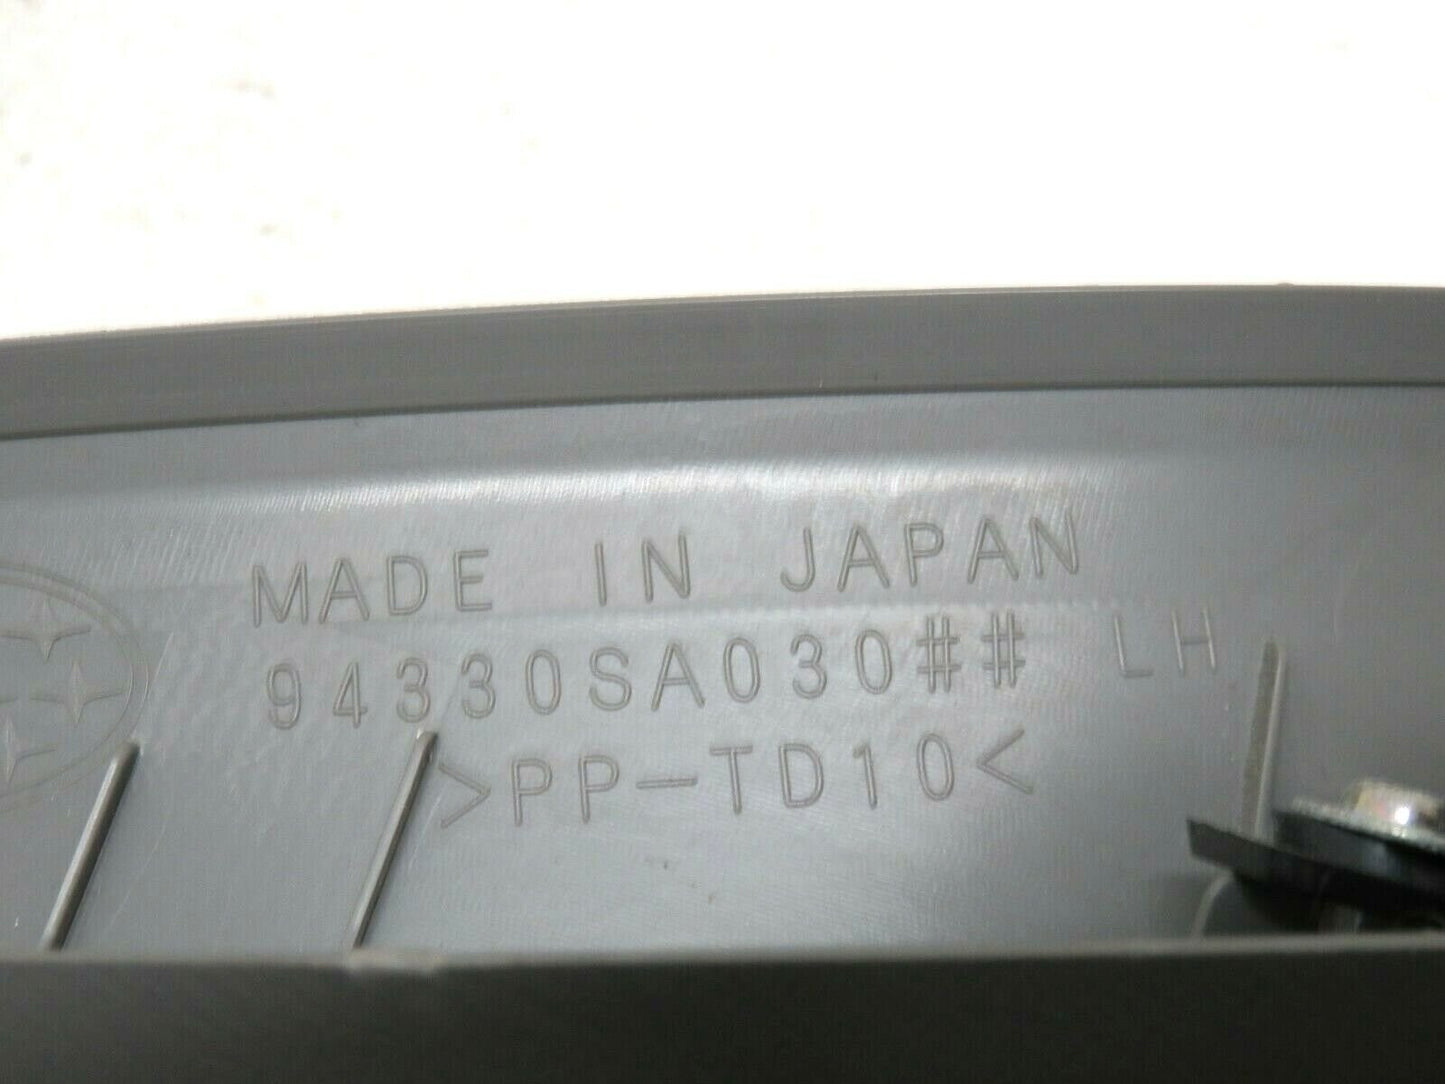 MADE IN JAPAN
94330SA030## LH
>PP-TD10<